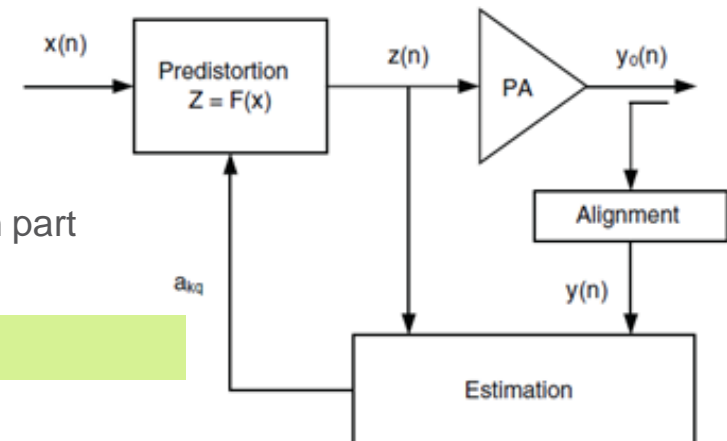 x(n)
Predistortion
Z = F(x)
z(n)
PA
y₀(n)
part
Alignment
a_kq
y(n)
Estimation